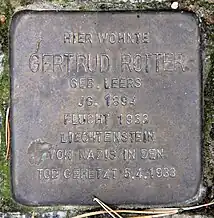 HIER WOHNTE
GERTRUD ROTTER
GEB. LEERS
JG. 1894
FLUCHT 1933
LIECHTENSTEIN
VON NAZIS IN DEN
TOD GEHETZT 5.4.1933